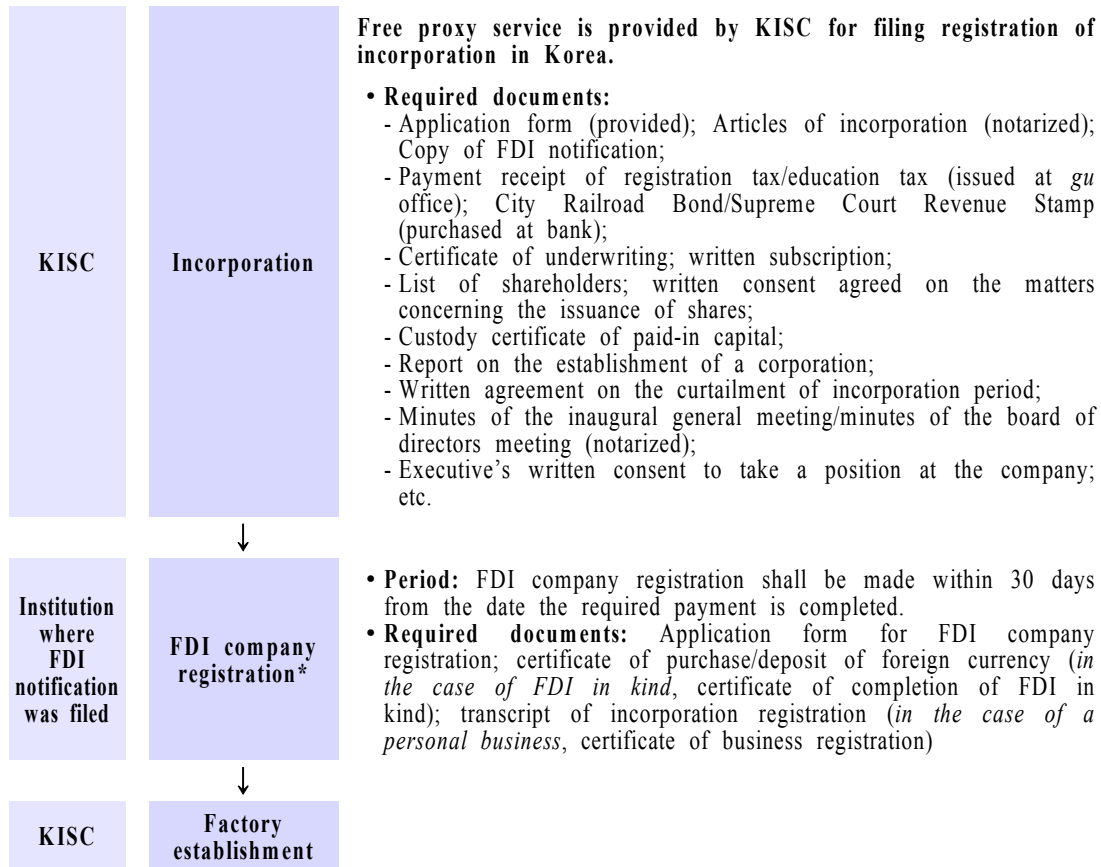 KISC
Incorporation
Free proxy service is provided by KISC for filing registration of
incorporation in Korea.
• Required documents:
- Application form (provided); Articles of incorporation (notarized);
Copy of FDI notification;
- Payment receipt of registration tax/education tax (issued at gu
office); City Railroad Bond/Supreme Court Revenue Stamp
(purchased at bank);
- Certificate of underwriting; written subscription;
- List of shareholders; written consent agreed on the matters
concerning the issuance of shares;
- Custody certificate of paid-in capital;
- Report on the establishment of a corporation;
- Written agreement on the curtailment of incorporation period;
- Minutes of the inaugural general meeting/minutes of the board of
directors meeting (notarized);
- Executive's written consent to take a position at the company;
etc.
Institution
where
FDI
notification
was filed
FDI company
registration*
• Period: FDI company registration shall be made within 30 days
from the date the required payment is completed.
• Required documents: Application form for FDI company
registration; certificate of purchase/deposit of foreign currency (in
the case of FDI in kind, certificate of completion of FDI in
kind); transcript of incorporation registration (in the case of a
personal business, certificate of business registration)
KISC
Factory
establishment